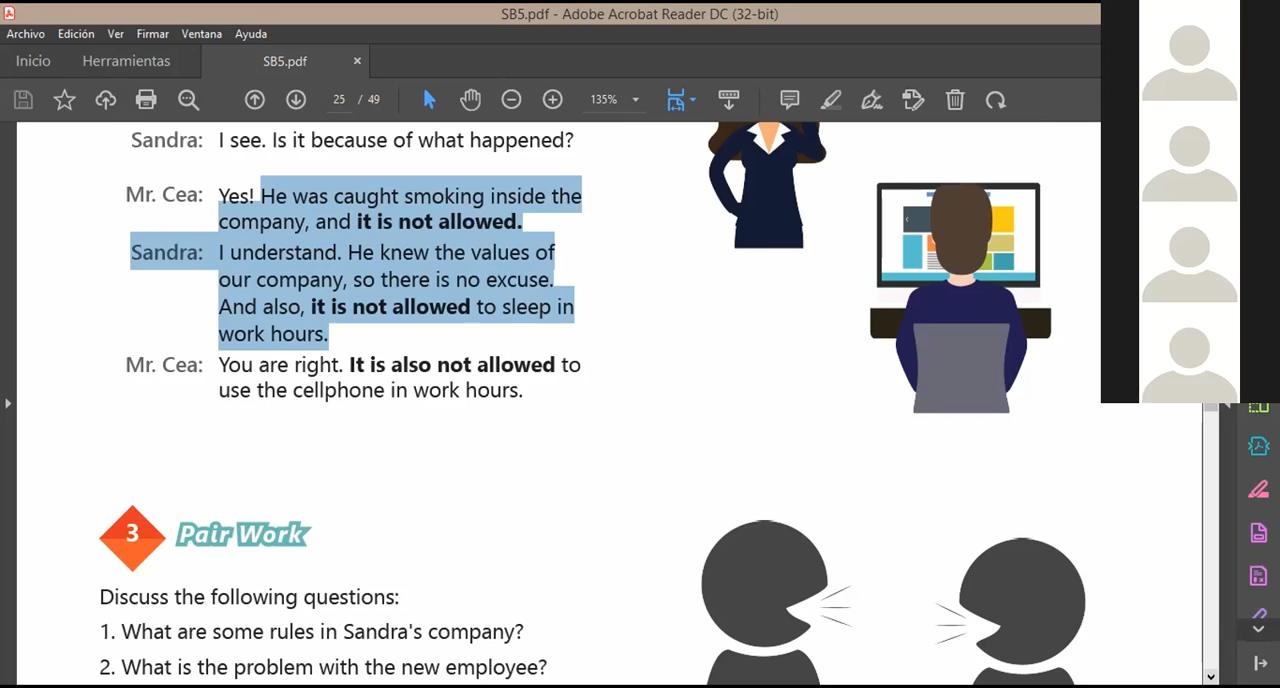 SB5.pdf - Adobe Acrobat Reader DC (32-bit)
Archivo Edición Ver Firmar Ventana Ayuda
Inicio Herramientas SB5.pdf ×
25 / 49 135%
Sandra: I see. Is it because of what happened?
Mr. Cea: Yes! He was caught smoking inside the
company, and it is not allowed.
Sandra: I understand. He knew the values of
our company, so there is no excuse.
And also, it is not allowed to sleep in
work hours.
Mr. Cea: You are right. It is also not allowed to
use the cellphone in work hours.
3 Pair Work
Discuss the following questions:
1. What are some rules in Sandra's company?
2. What is the problem with the new employee?